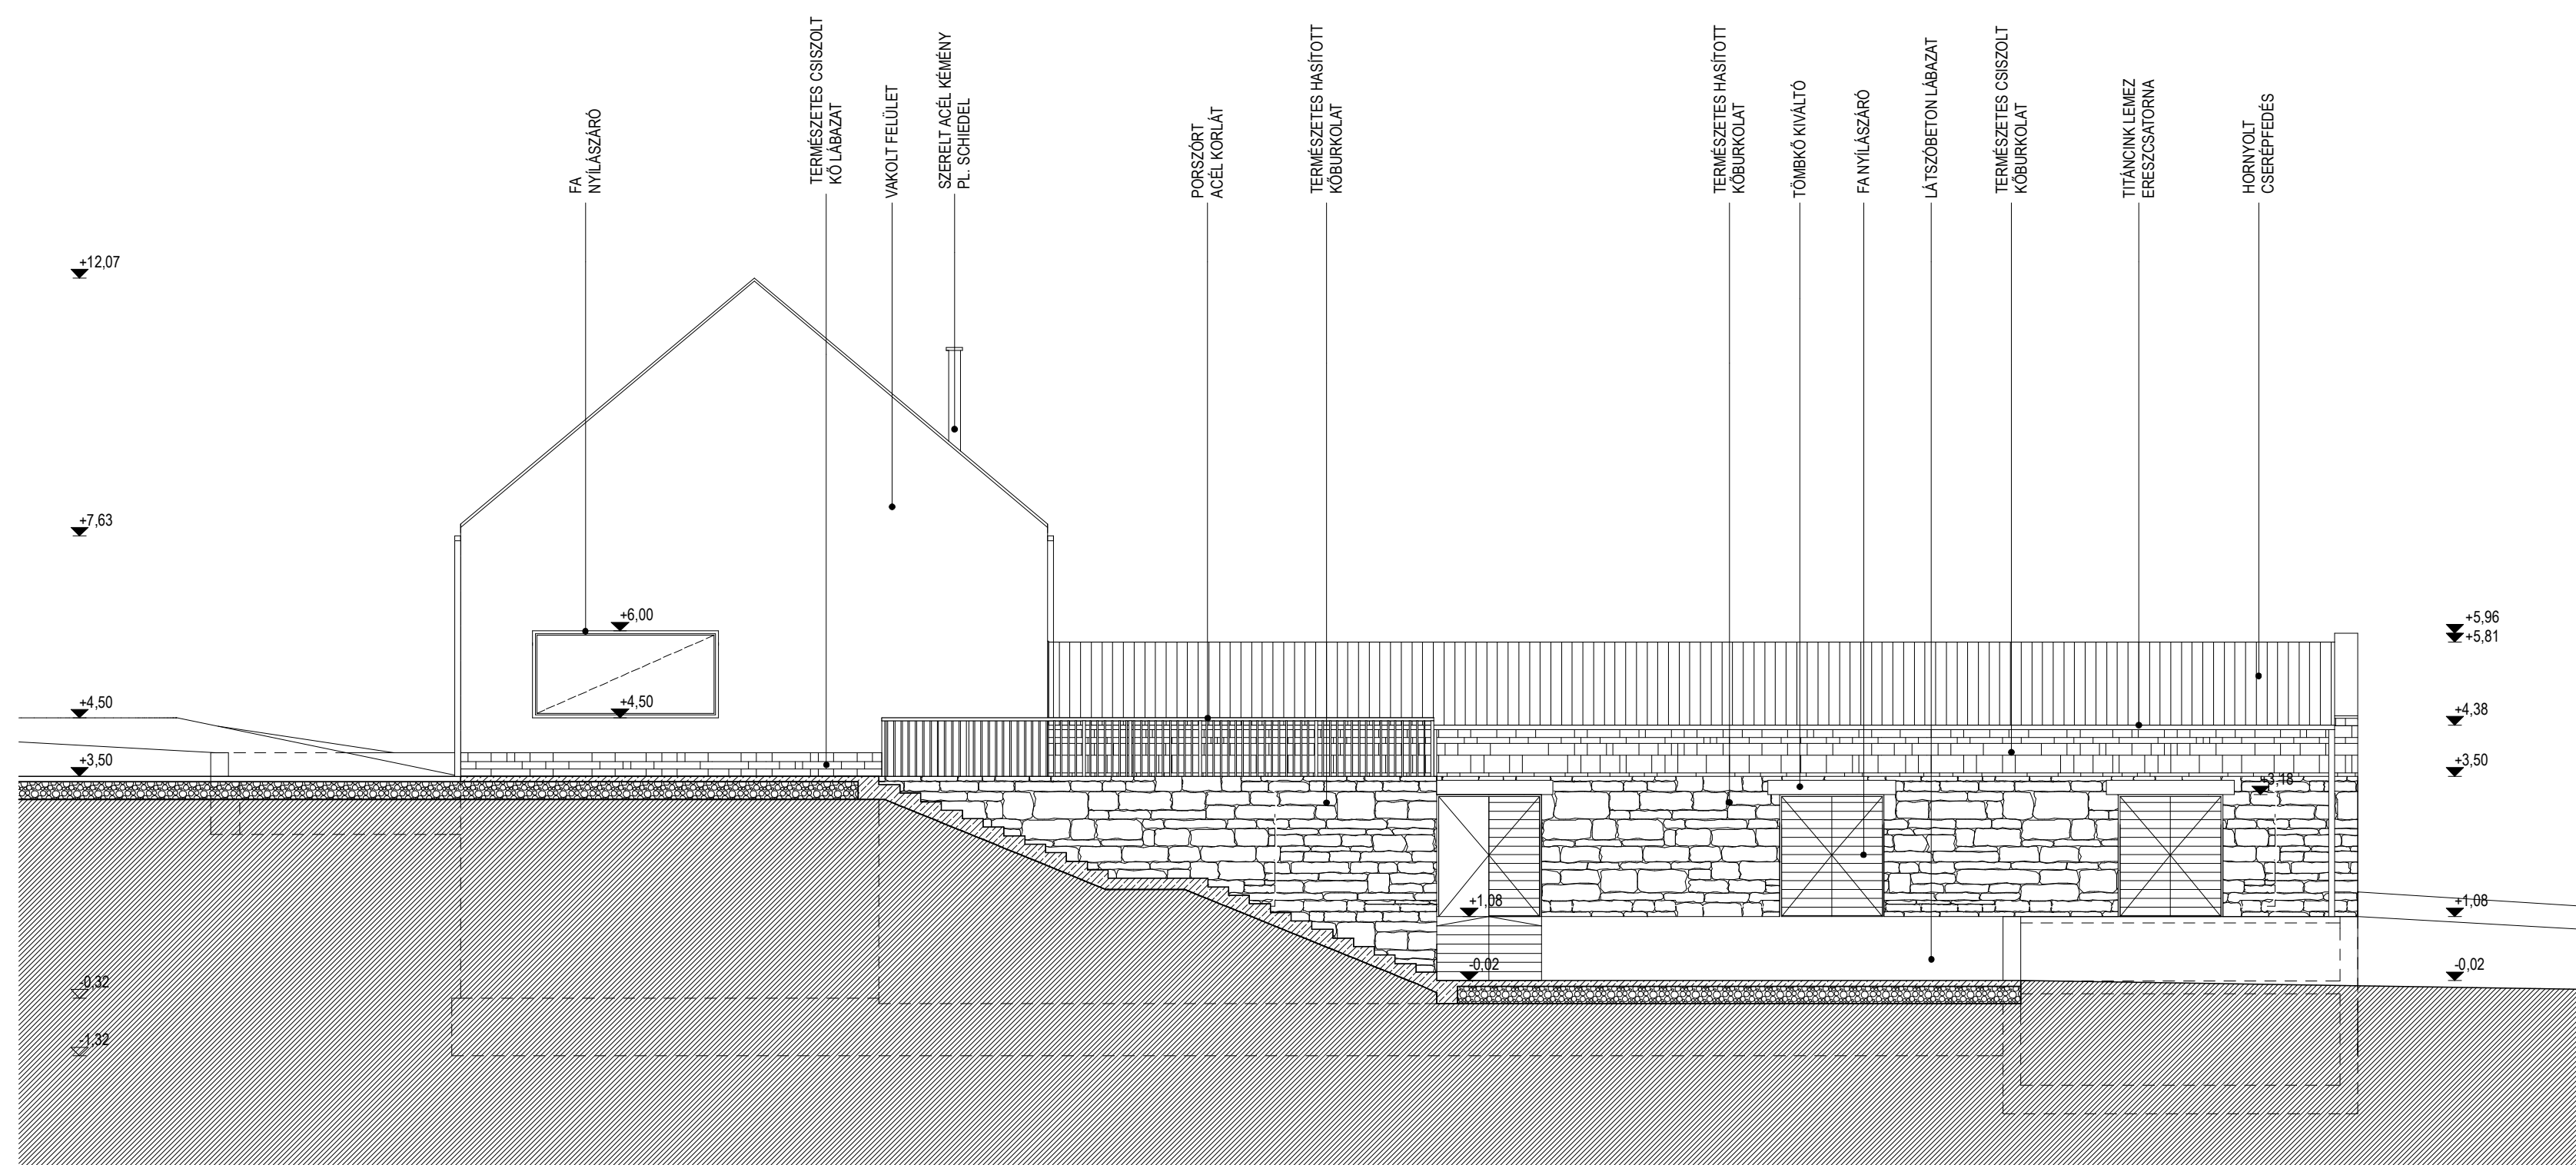 FA
NYÍLÁSZÁRÓ
TERMÉSZETES CSISZOLT
KŐ LÁBAZAT
VAKOLT FELÜLET
SZERELT ACÉL KÉMÉNY
PL. SCHIEDEL
PORSZÓRT
ACÉL KORLÁT
TERMÉSZETES HASÍTOTT
KŐBURKOLAT
TERMÉSZETES HASÍTOTT
KŐBURKOLAT
TÖMBKŐ KIVÁLTÓ
FA NYÍLÁSZÁRÓ
LÁTSZÓBETON LÁBAZAT
TERMÉSZETES CSISZOLT
KŐBURKOLAT
TITÁNCINK LEMEZ
ERESZCSATORNA
HORNYOLT
CSERÉPFEDÉS
+12,07
+7,63
+6,00
+5,96
+5,81
+4,50
+4,50
+4,38
+3,50
+3,50
+3,18
+1,08
+1,08
-0,02
-0,02
-0,32
-1,32